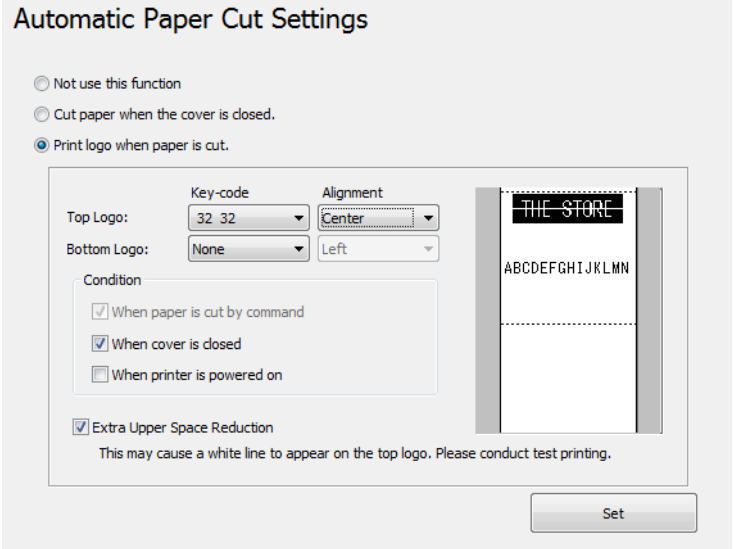 Automatic Paper Cut Settings
Not use this function
Cut paper when the cover is closed.
Print logo when paper is cut.
Key-code Alignment
Top Logo: 32 32 Center
Bottom Logo: None Left
THE STORE
ABCDEFGHIJKLMN
Condition
When paper is cut by command
When cover is closed
When printer is powered on
Extra Upper Space Reduction
This may cause a white line to appear on the top logo. Please conduct test printing.
Set